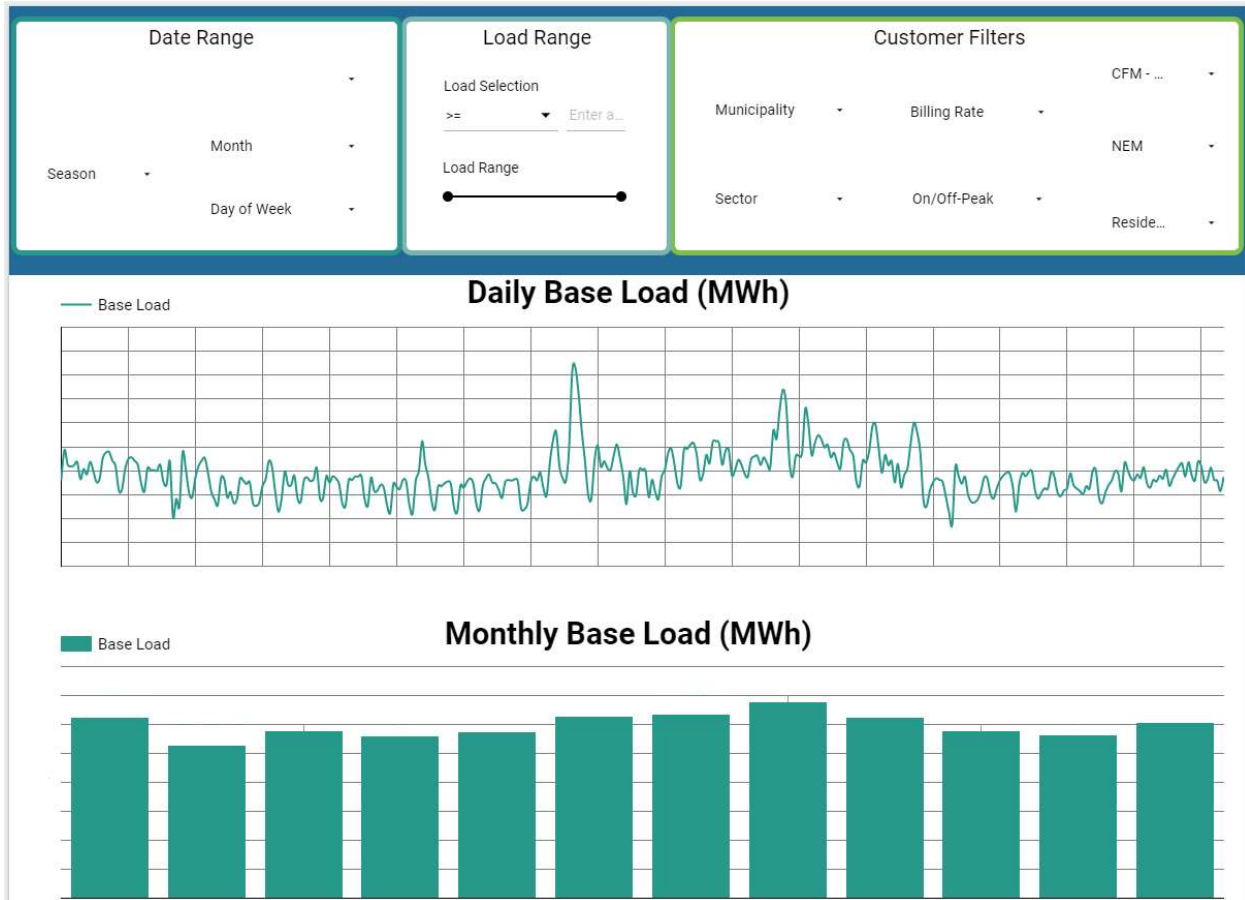 Date Range
Season
Month
Day of Week
Load Range
Load Selection
>=
Enter a...
Load Range
Customer Filters
Municipality
Billing Rate
CFM - ...
NEM
Sector
On/Off-Peak
Reside...
Daily Base Load (MWh)
Base Load
Monthly Base Load (MWh)
Base Load